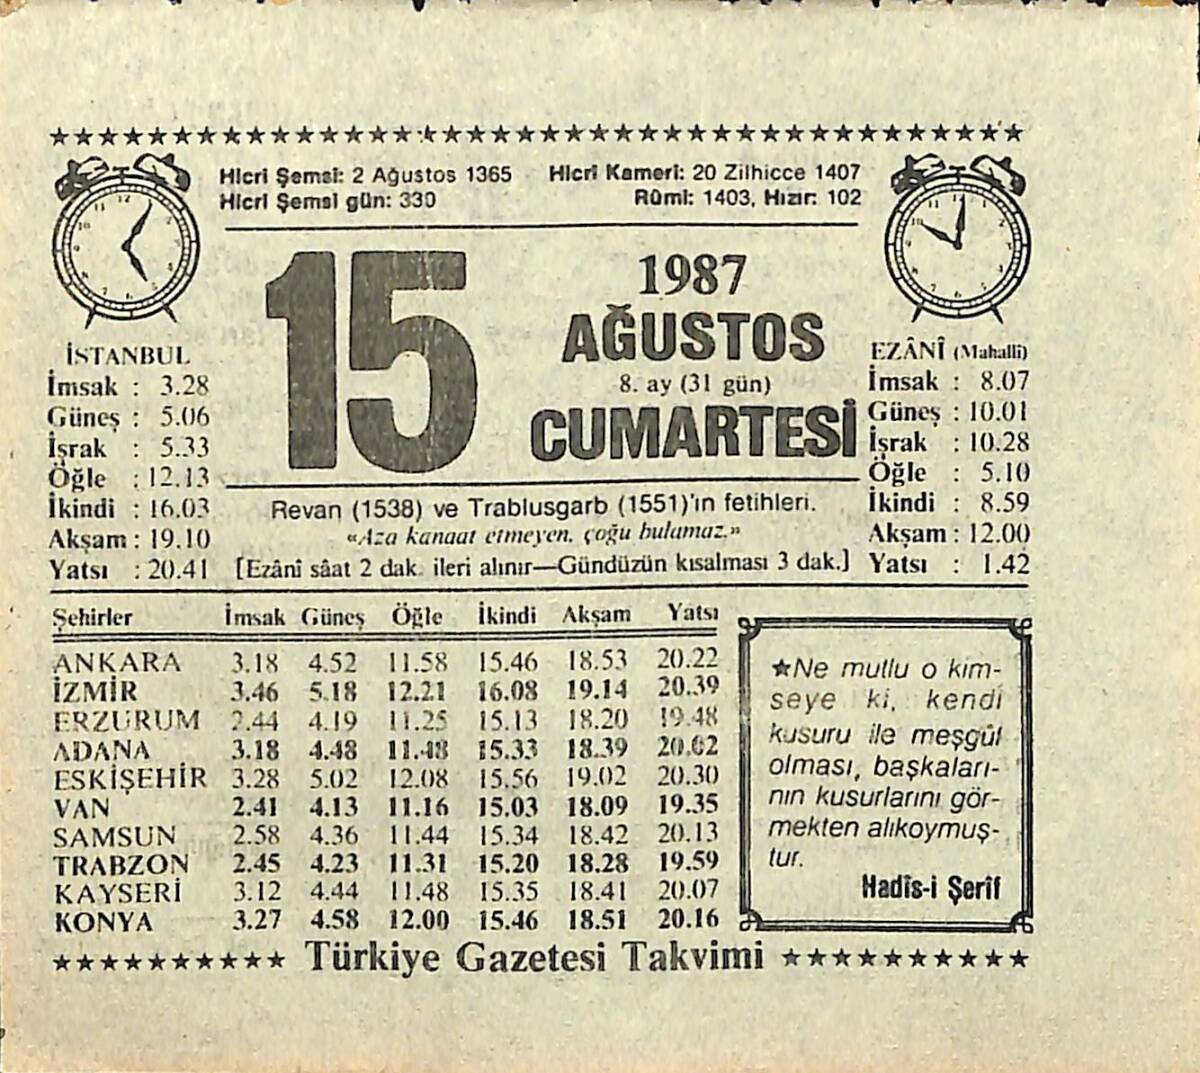 Hicrî Şemsî: 2 Ağustos 1365 Hicrî Kamerî: 20 Zilhicce 1407
Hicrî Şemsî gün: 330 Rûmî: 1403, Hızır: 102
15
1987
AĞUSTOS
8. ay (31 gün)
CUMARTESİ
İSTANBUL
İmsak : 3.28
Güneş : 5.06
İşrak : 5.33
Öğle : 12.13
İkindi : 16.03
Akşam : 19.10
Yatsı : 20.41
EZÂNÎ (Mahallî)
İmsak : 8.07
Güneş : 10.01
İşrak : 10.28
Öğle : 5.10
İkindi : 8.59
Akşam : 12.00
Yatsı : 1.42
Revan (1538) ve Trablusgarb (1551)'ın fetihleri.
«Aza kanaat etmeyen, çoğu bulamaz.»
[Ezânî sâat 2 dak. ileri alınır—Gündüzün kısalması 3 dak.]
Şehirler İmsak Güneş Öğle İkindi Akşam Yatsı
ANKARA 3.18 4.52 11.58 15.46 18.53 20.22
İZMİR 3.46 5.18 12.21 16.08 19.14 20.39
ERZURUM 2.44 4.19 11.25 15.13 18.20 19.48
ADANA 3.18 4.48 11.48 15.33 18.39 20.02
ESKİŞEHİR 3.28 5.02 12.08 15.56 19.02 20.30
VAN 2.41 4.13 11.16 15.03 18.09 19.35
SAMSUN 2.58 4.36 11.44 15.34 18.42 20.13
TRABZON 2.45 4.23 11.31 15.20 18.28 19.59
KAYSERİ 3.12 4.44 11.48 15.35 18.41 20.07
KONYA 3.27 4.58 12.00 15.46 18.51 20.16
★Ne mutlu o kim-
seye ki, kendi
kusuru ile meşgûl
olması, başkaları-
nın kusurlarını gör-
mekten alıkoymuş-
tur.
Hadîs-i Şerîf
Türkiye Gazetesi Takvimi